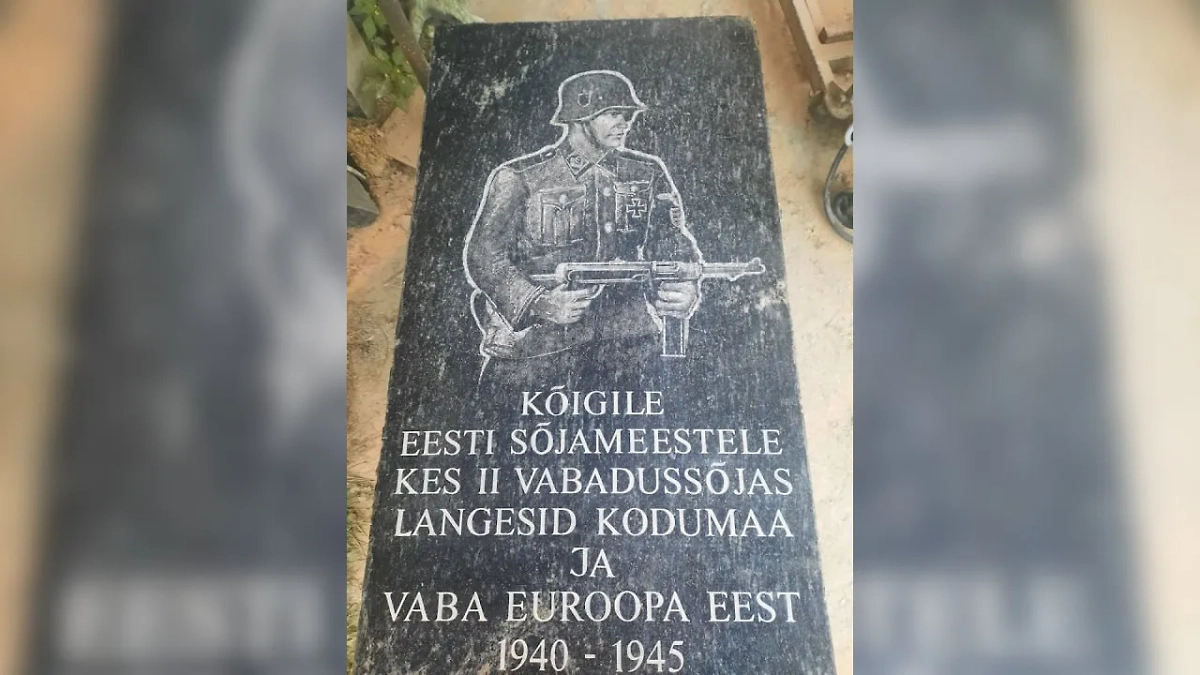 KÕIGILE
EESTI SÕJAMEESTELE
KES II VABADUSSÕJAS
LANGESID KODUMAA
JA
VABA EUROOPA EEST
1940 - 1945